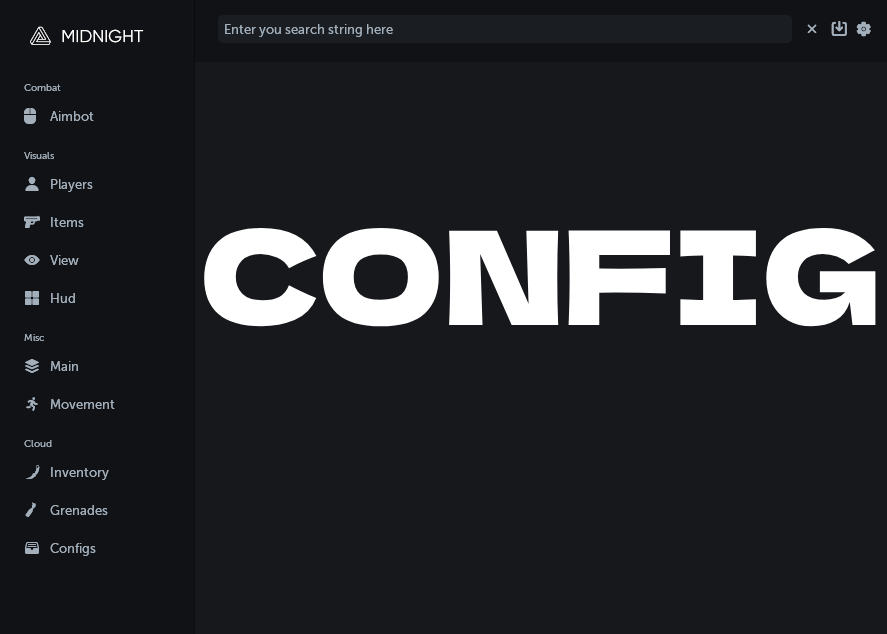 MIDNIGHT
Enter you search string here
Combat
Aimbot
Visuals
Players
Items
View
Hud
Misc
Main
Movement
Cloud
Inventory
Grenades
Configs
CONFIG